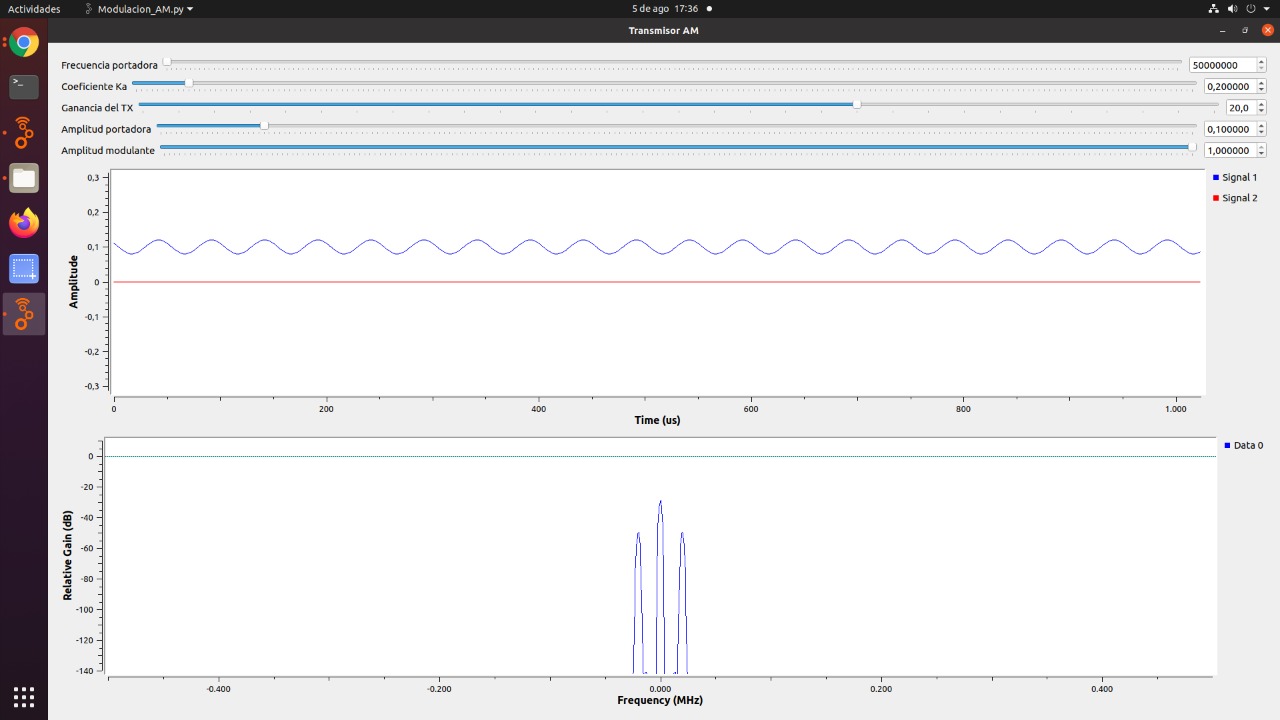 Actividades Modulacion_AM.py 5 de ago 17:36
Transmisor AM
Frecuencia portadora 50000000
Coeficiente Ka 0,200000
Ganancia del TX 20,0
Amplitud portadora 0,100000
Amplitud modulante 1,000000
Signal 1
Signal 2
Amplitude
0,3
0,2
0,1
0
-0,1
-0,2
-0,3
0 200 400 600 800 1.000
Time (us)
Data 0
Relative Gain (dB)
0
-20
-40
-60
-80
-100
-120
-140
-0.400 -0.200 0.000 0.200 0.400
Frequency (MHz)